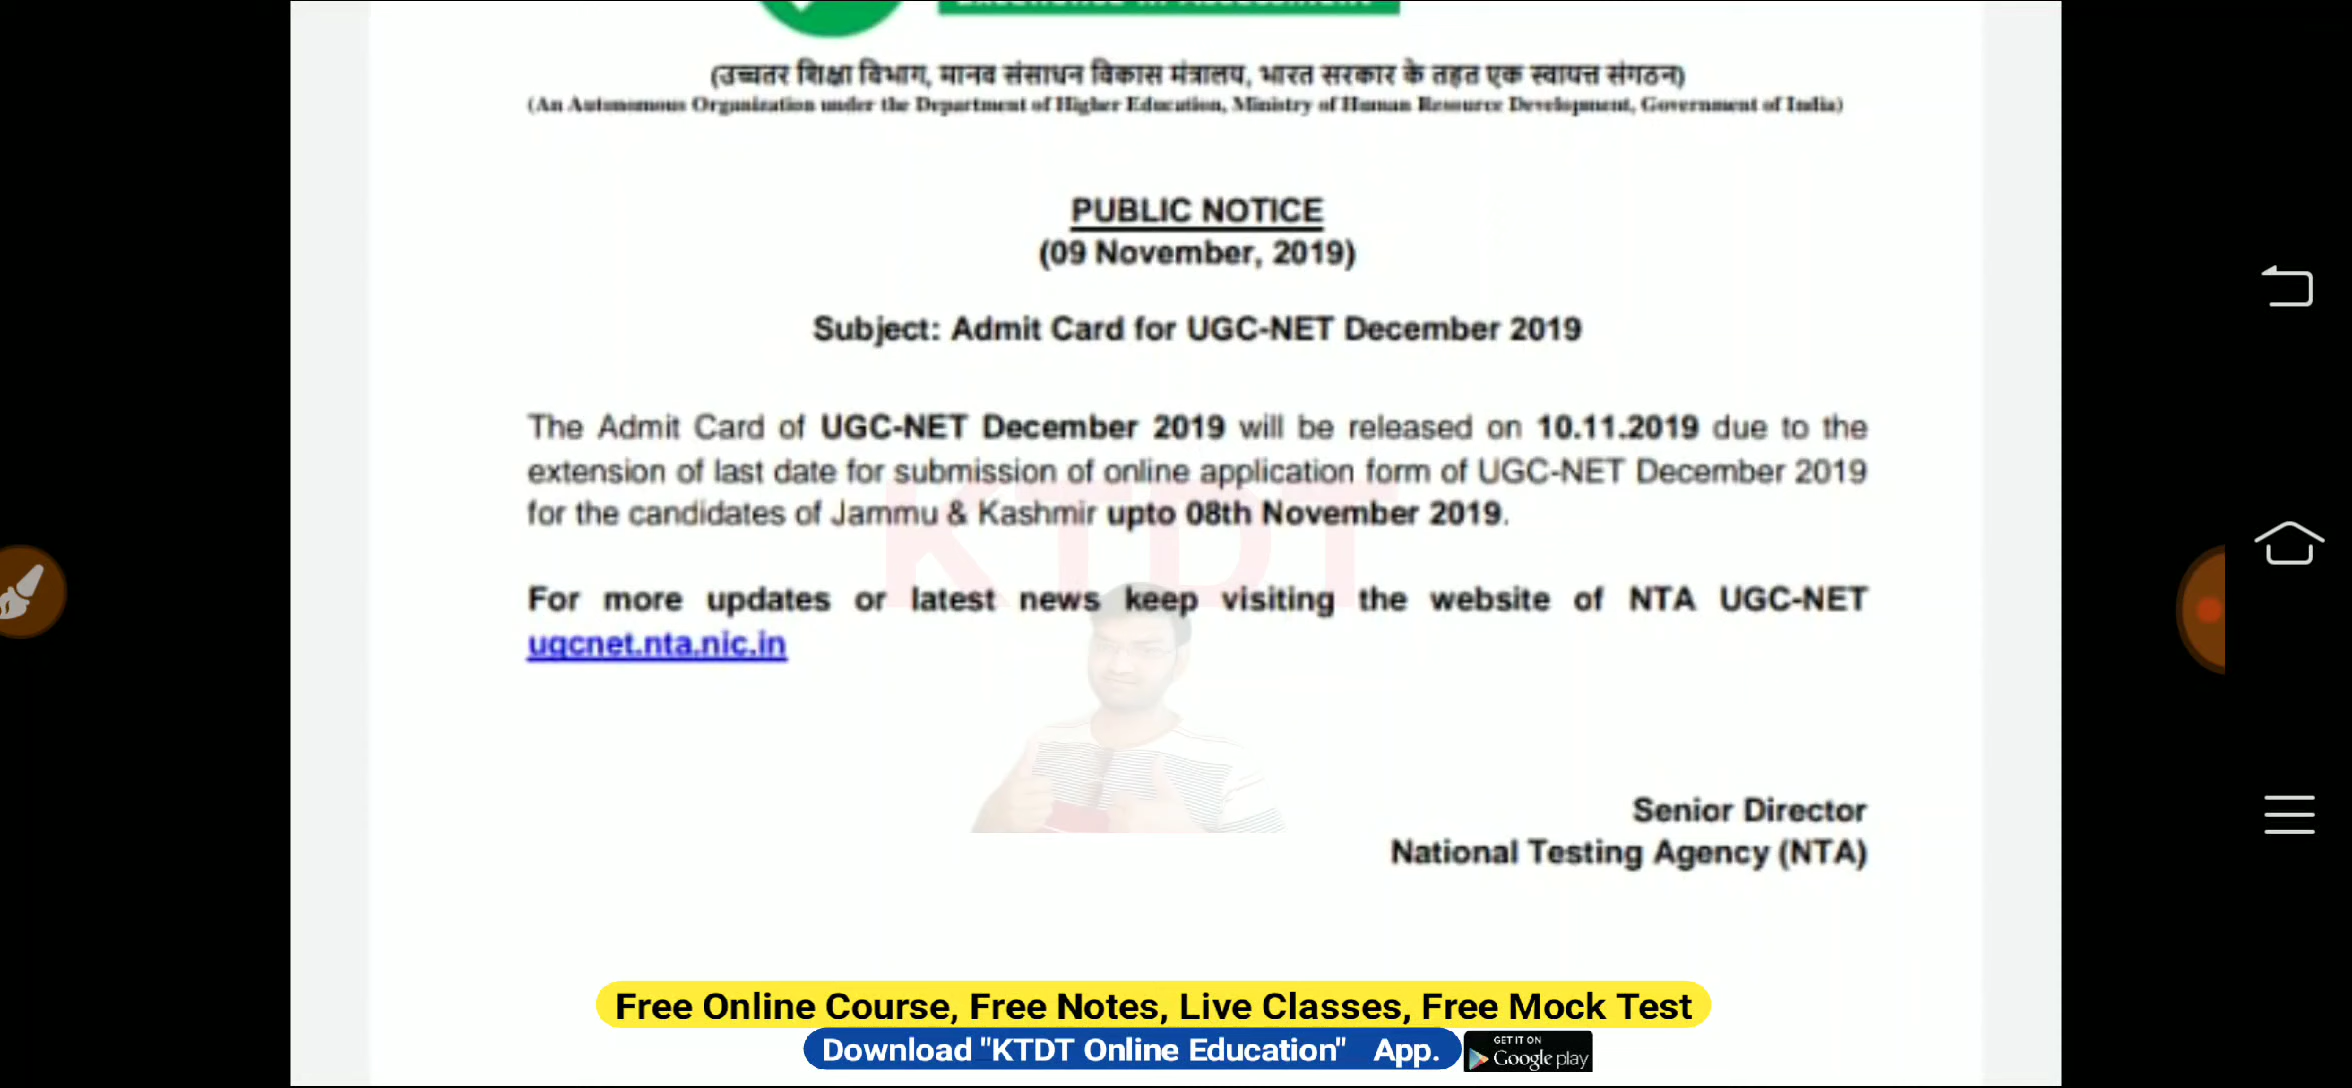 (उच्चतर शिक्षा विभाग, मानव संसाधन विकास मंत्रालय, भारत सरकार के तहत एक स्वायत्त संगठन)
(An Autonomous Organization under the Department of Higher Education, Ministry of Human Resource Development, Government of India)
PUBLIC NOTICE
(09 November, 2019)
Subject: Admit Card for UGC-NET December 2019
The Admit Card of UGC-NET December 2019 will be released on 10.11.2019 due to the
extension of last date for submission of online application form of UGC-NET December 2019
for the candidates of Jammu & Kashmir upto 08th November 2019.
KTDT
For more updates or latest news keep visiting the website of NTA UGC-NET
ugcnet.nta.nic.in
Senior Director
National Testing Agency (NTA)
Free Online Course, Free Notes, Live Classes, Free Mock Test
Download "KTDT Online Education" App.
GET IT ON
Google play